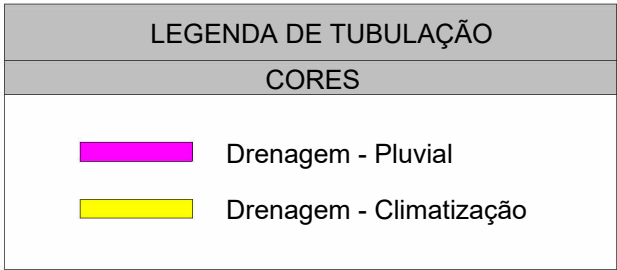 LEGENDA DE TUBULAÇÃO
CORES
Drenagem - Pluvial
Drenagem - Climatização